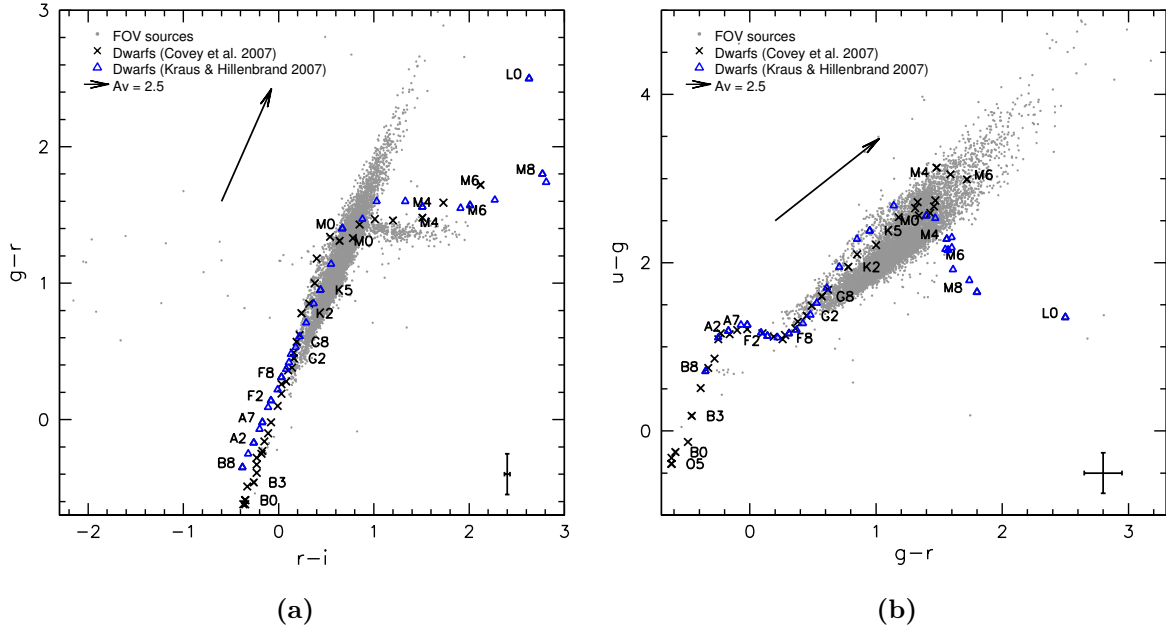 FOV sources
Dwarfs (Covey et al. 2007)
Dwarfs (Kraus & Hillenbrand 2007)
Av = 2.5
L0
M8
M6
M4
M6
M4
M0
M0
K5
K2
G8
G2
F8
F2
A7
A2
B8
B3
B0
3
2
1
0
g−r
−2
−1
0
1
2
3
r−i
(a)
FOV sources
Dwarfs (Covey et al. 2007)
Dwarfs (Kraus & Hillenbrand 2007)
Av = 2.5
M4
M6
M0
K5
M4
K2
M6
G8
M8
G2
L0
A2
A7
F2
F8
B8
B3
B0
O5
4
2
0
u−g
0
1
2
3
g−r
(b)